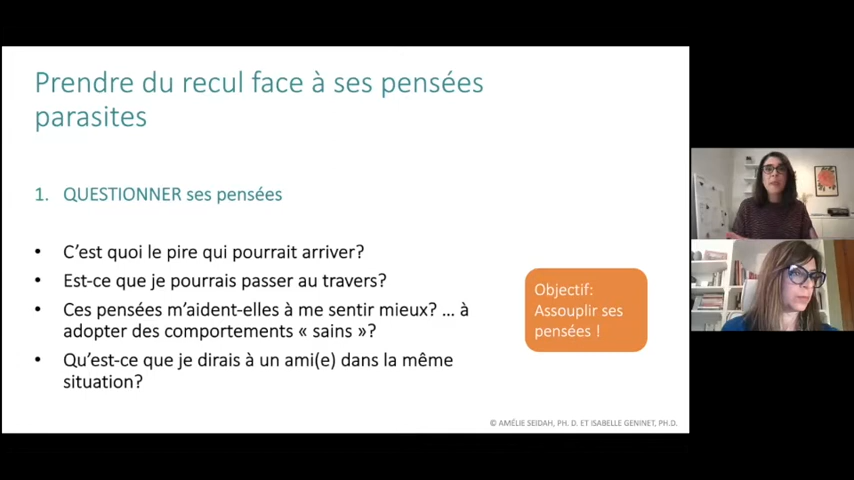 Prendre du recul face à ses pensées
parasites
1. QUESTIONNER ses pensées
• C'est quoi le pire qui pourrait arriver?
• Est-ce que je pourrais passer au travers?
• Ces pensées m'aident-elles à me sentir mieux? ... à
adopter des comportements « sains »?
• Qu'est-ce que je dirais à un ami(e) dans la même
situation?
Objectif:
Assouplir ses
pensées !
© AMÉLIE SEIDAH, PH. D. ET ISABELLE GENINET, PH.D.